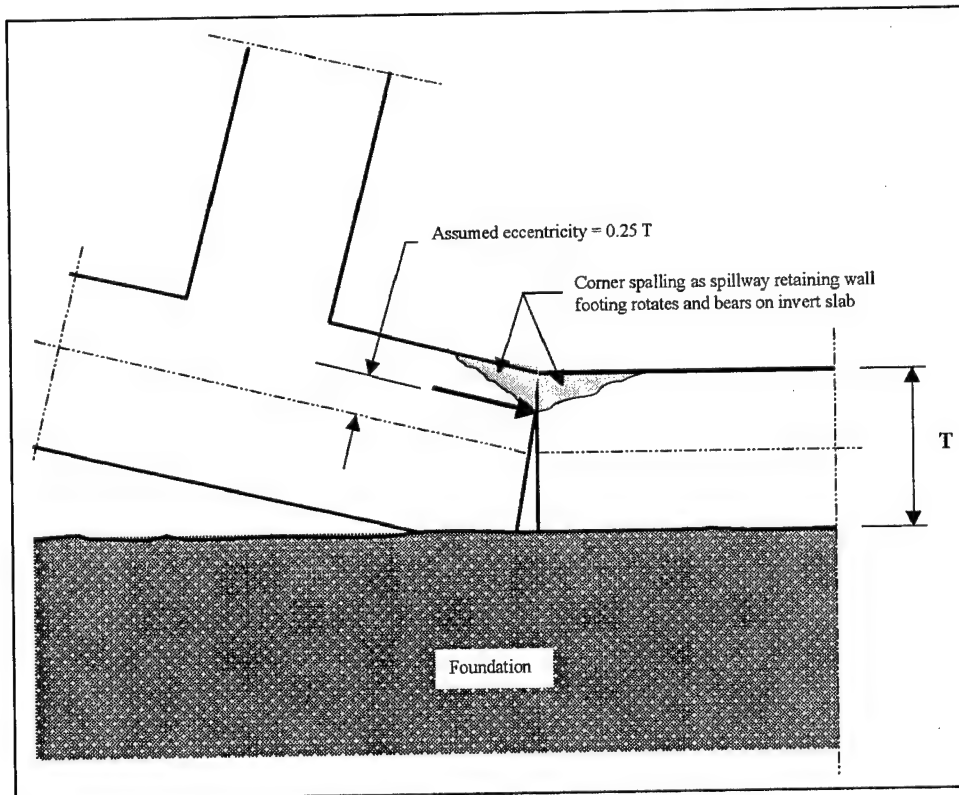 Assumed eccentricity = 0.25 T
Corner spalling as spillway retaining wall
footing rotates and bears on invert slab
T
Foundation